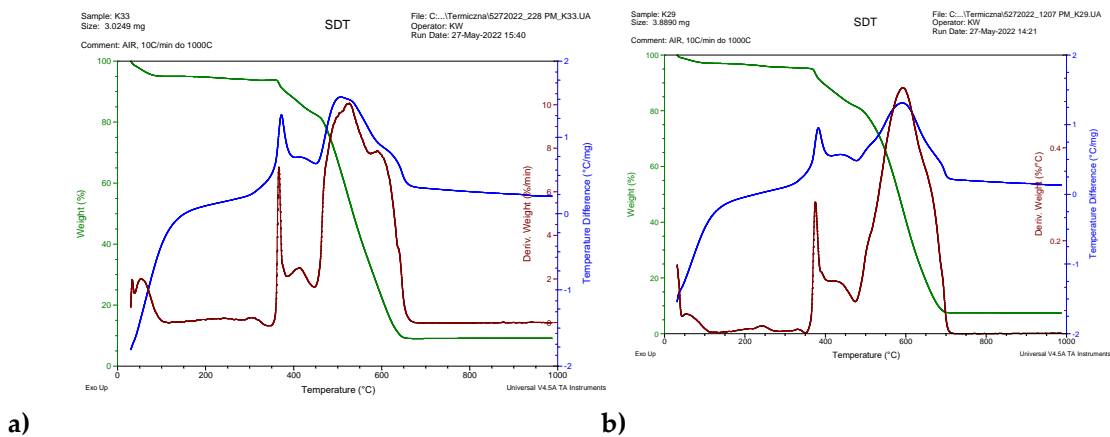 Sample: K33
Size: 3.0249 mg
Comment: AIR, 10C/min do 1000C
SDT
File: C:...\Termiczna\5272022_228 PM_K33.UA
Operator: KW
Run Date: 27-May-2022 15:40
Weight (%)
100
80
60
40
20
0
Deriv. Weight (%/min)
10
8
6
4
2
0
Temperature Difference (°C/mg)
2
1
0
-1
-2
0
200
400
600
800
1000
Temperature (°C)
Exo Up
Universal V4.5A TA Instruments
a)
Sample: K29
Size: 3.8890 mg
Comment: AIR, 10C/min do 1000C
SDT
File: C:...\Termiczna\5272022_1207 PM_K29.UA
Operator: KW
Run Date: 27-May-2022 14:21
Weight (%)
100
80
60
40
20
0
Deriv. Weight (%/°C)
0.4
0.2
Temperature Difference (°C/mg)
2
1
0
-1
-2
0
200
400
600
800
1000
Temperature (°C)
Exo Up
Universal V4.5A TA Instruments
b)